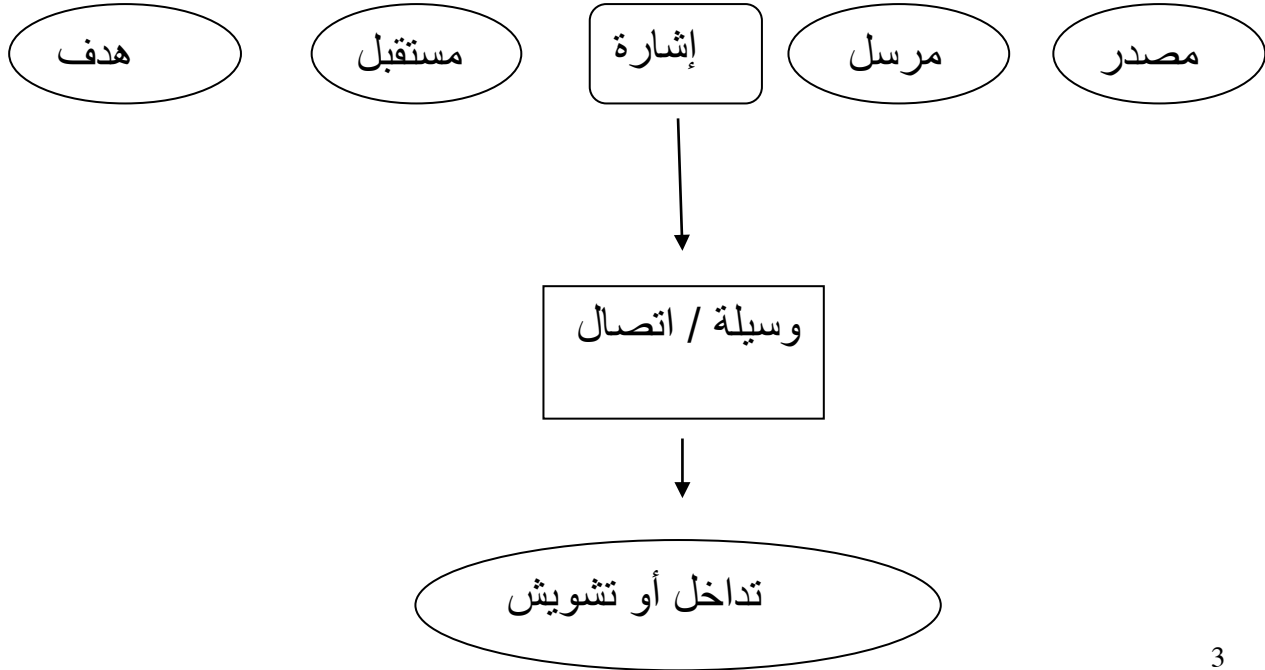 مصدر مرسل إشارة مستقبل هدف
وسيلة / اتصال
تداخل أو تشويش
3